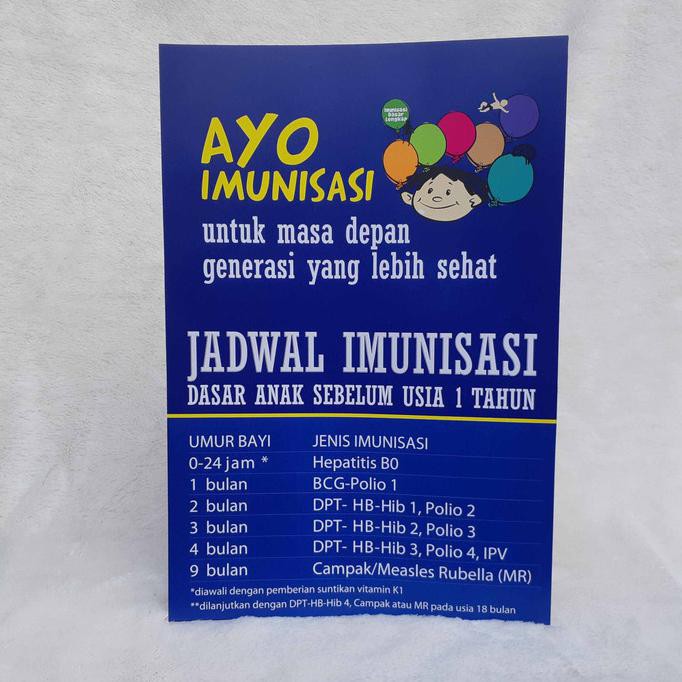 AYO
IMUNISASI
Imunisasi
Dasar
Lengkap
untuk masa depan
generasi yang lebih sehat
JADWAL IMUNISASI
DASAR ANAK SEBELUM USIA 1 TAHUN
UMUR BAYI JENIS IMUNISASI
0-24 jam * Hepatitis B0
1 bulan BCG-Polio 1
2 bulan DPT- HB-Hib 1, Polio 2
3 bulan DPT- HB-Hib 2, Polio 3
4 bulan DPT- HB-Hib 3, Polio 4, IPV
9 bulan Campak/Measles Rubella (MR)
*diawali dengan pemberian suntikan vitamin K1
**dilanjutkan dengan DPT-HB-Hib 4, Campak atau MR pada usia 18 bulan